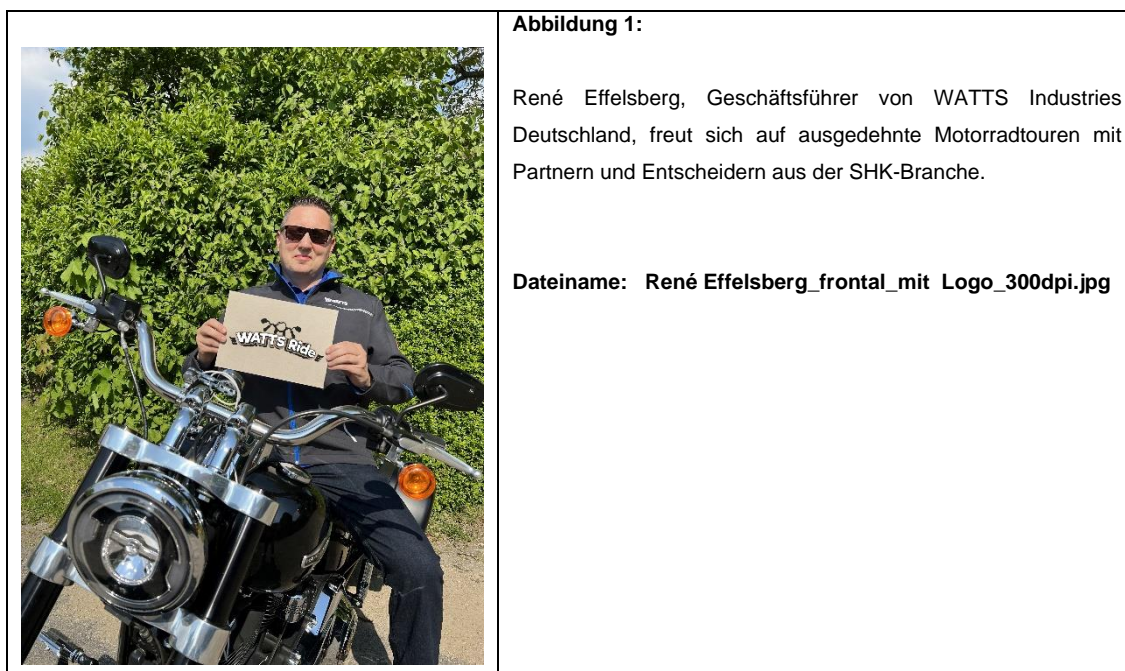 Abbildung 1:
René Effelsberg, Geschäftsführer von WATTS Industries
Deutschland, freut sich auf ausgedehnte Motorradtouren mit
Partnern und Entscheidern aus der SHK-Branche.
Dateiname: René Effelsberg_frontal_mit Logo_300dpi.jpg
WATTS
WATTS Ride